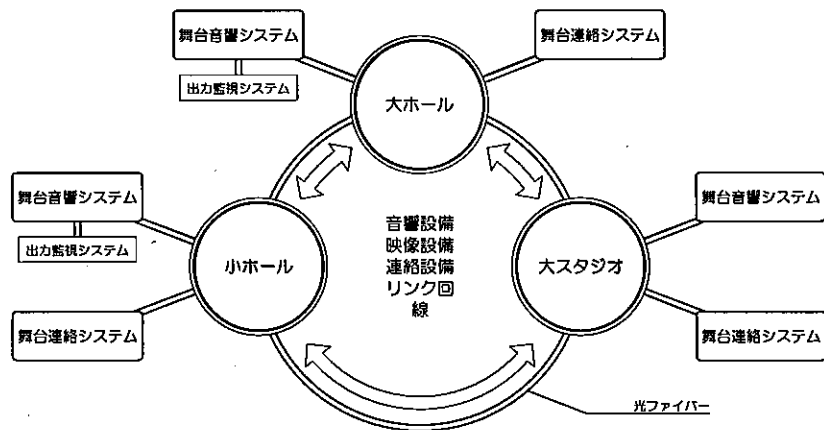 舞台音響システム
出力監視システム
舞台連絡システム
大ホール
舞台音響システム
出力監視システム
舞台連絡システム
小ホール
音響設備
映像設備
連絡設備
リンク回
線
大スタジオ
舞台音響システム
舞台連絡システム
光ファイバー